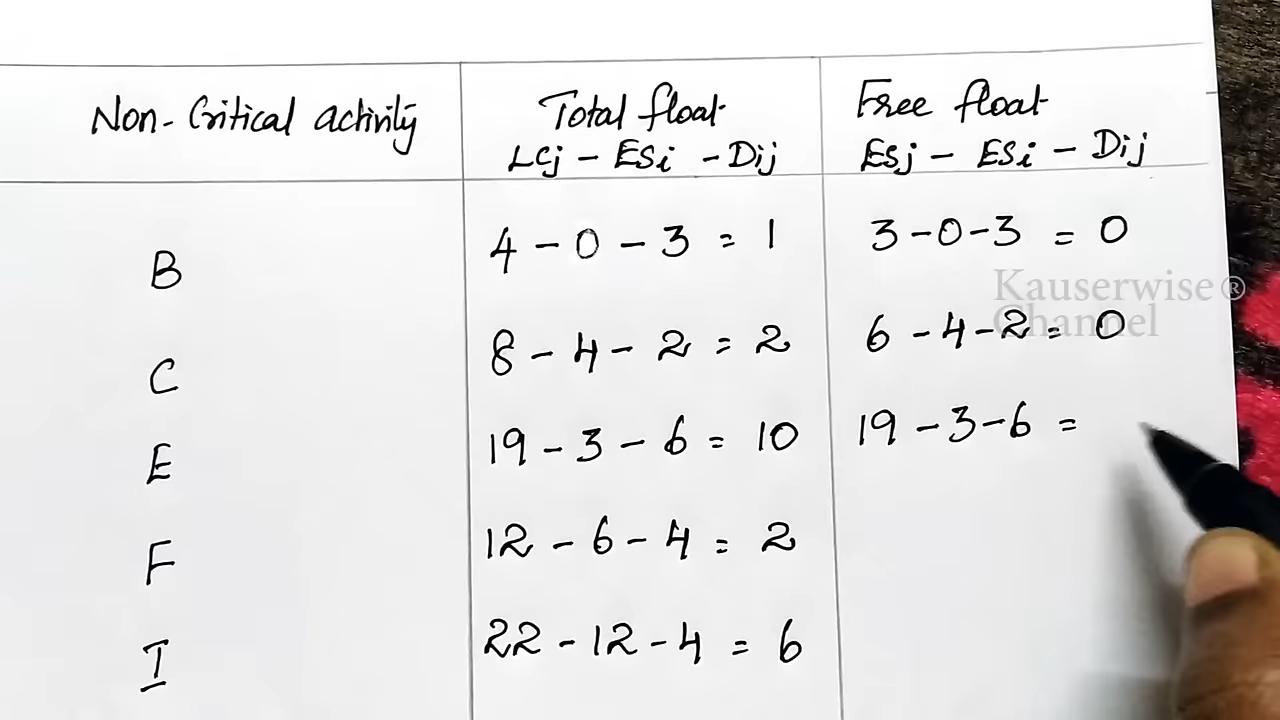 Non-Critical activity Total float Free float
LCj - ESi - Dij ESj - ESi - Dij
B 4 - 0 - 3 = 1 3 - 0 - 3 = 0
Kauserwise®
Channel
C 8 - 4 - 2 = 2 6 - 4 - 2 = 0
E 19 - 3 - 6 = 10 19 - 3 - 6 =
F 12 - 6 - 4 = 2
I 22 - 12 - 4 = 6